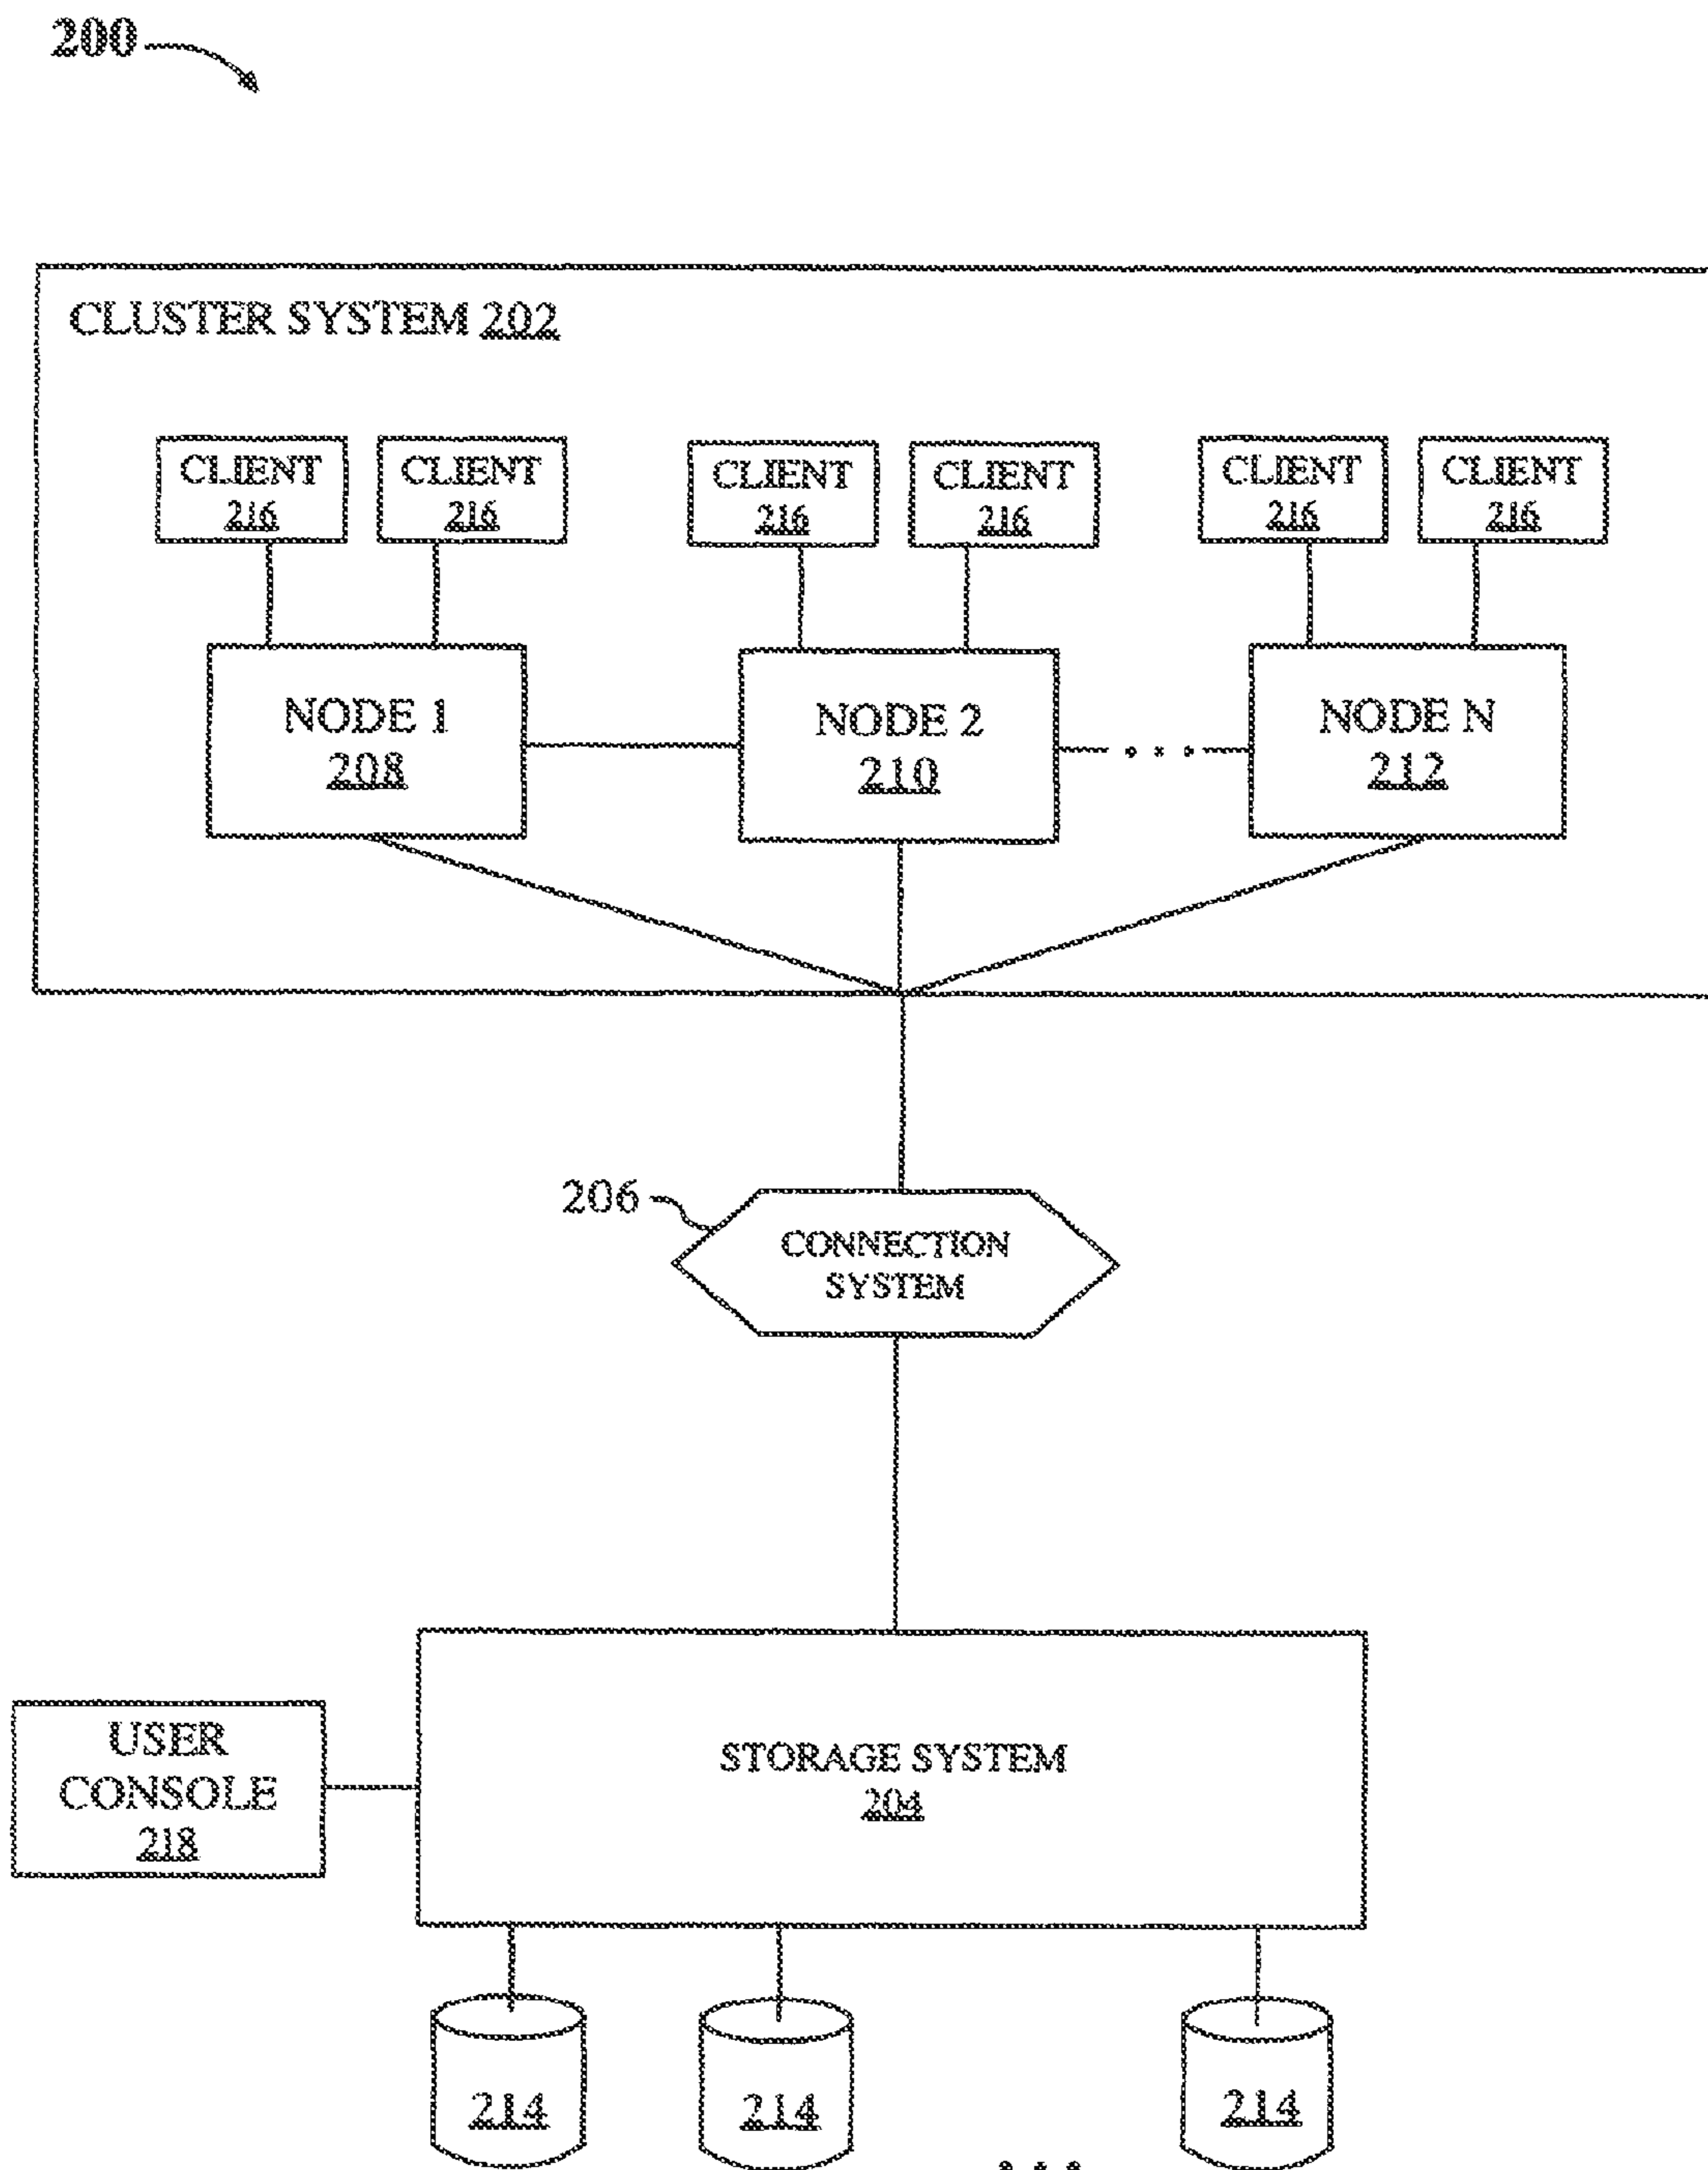 200
CLUSTER SYSTEM 202
CLIENT CLIENT CLIENT CLIENT CLIENT CLIENT
216 216 216 216 216 216
NODE 1 NODE 2 NODE N
208 210 . . . 212
206
CONNECTION
SYSTEM
USER
CONSOLE
218
STORAGE SYSTEM
204
214 214 214
. . .